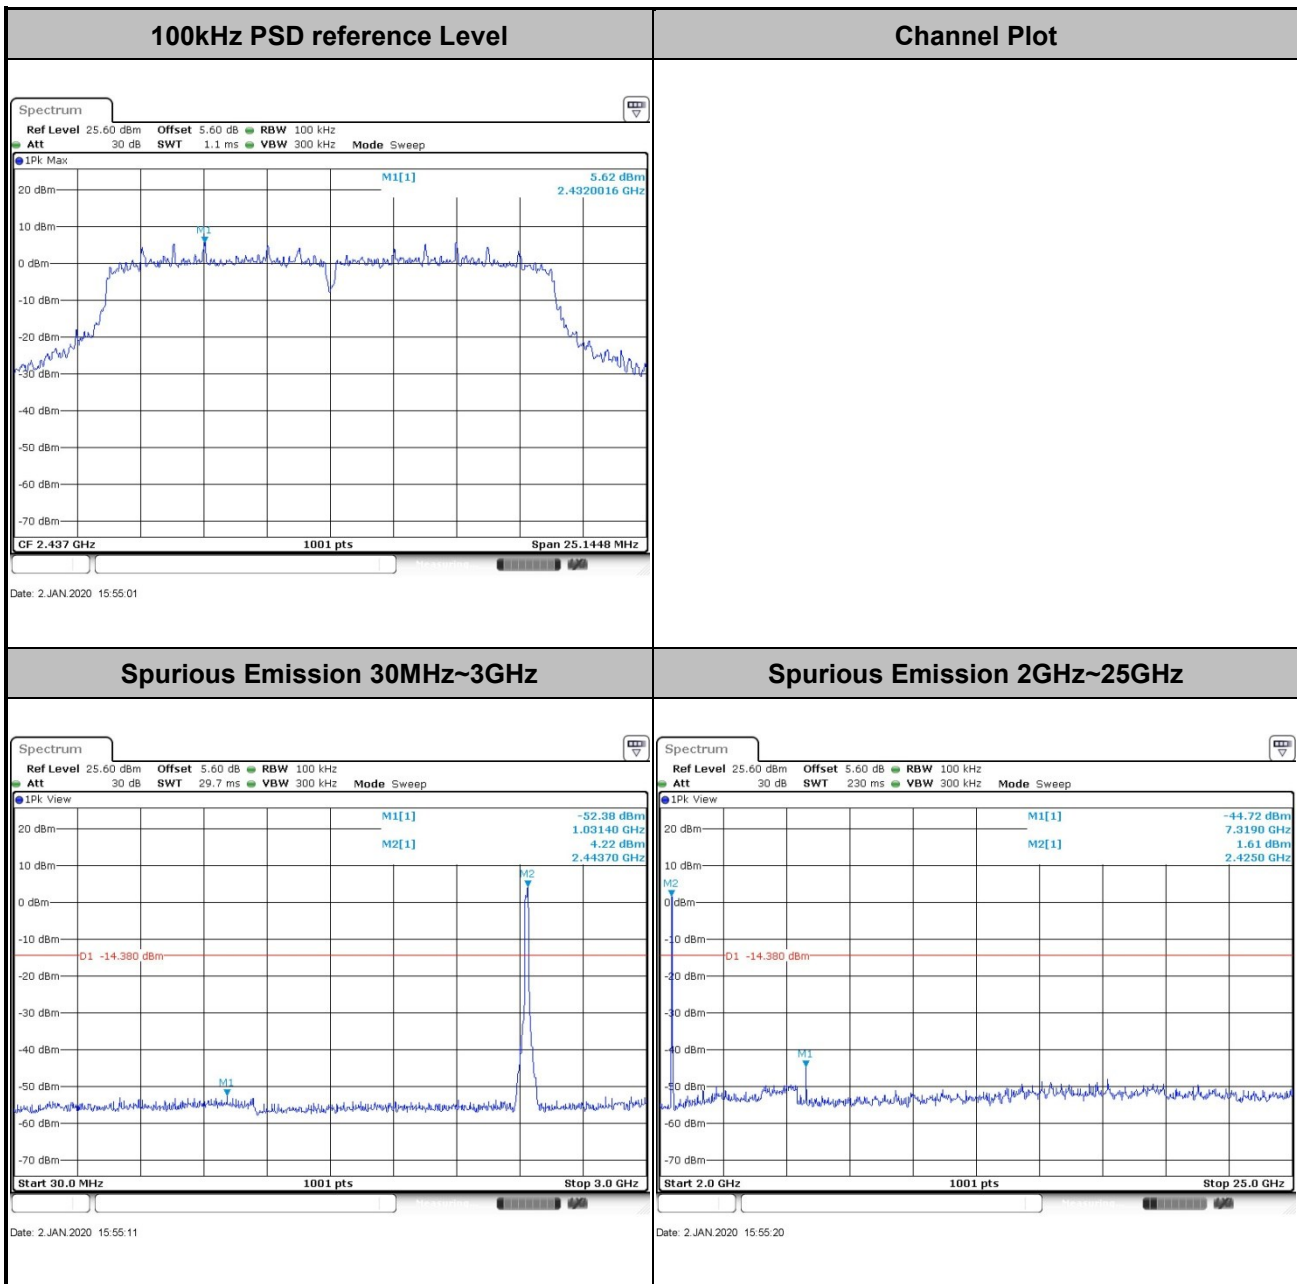 100kHz PSD reference Level
Channel Plot
Spectrum
Ref Level 25.60 dBm Offset 5.60 dB RBW 100 kHz
Att 30 dB SWT 1.1 ms VBW 300 kHz Mode Sweep
1Pk Max
M1[1] 5.62 dBm
2.4320016 GHz
20 dBm
10 dBm
M1
0 dBm
-10 dBm
-20 dBm
-30 dBm
-40 dBm
-50 dBm
-60 dBm
-70 dBm
CF 2.437 GHz 1001 pts Span 25.1448 MHz
Measuring
Date: 2.JAN.2020 15:55:01
Spurious Emission 30MHz~3GHz
Spurious Emission 2GHz~25GHz
Spectrum
Ref Level 25.60 dBm Offset 5.60 dB RBW 100 kHz
Att 30 dB SWT 29.7 ms VBW 300 kHz Mode Sweep
1Pk View
M1[1] -52.38 dBm
1.03140 GHz
20 dBm
M2[1] 4.22 dBm
2.44370 GHz
10 dBm
M2
0 dBm
-10 dBm
D1 -14.380 dBm
-20 dBm
-30 dBm
-40 dBm
-50 dBm
M1
-60 dBm
-70 dBm
Start 30.0 MHz 1001 pts Stop 3.0 GHz
Measuring
Date: 2.JAN.2020 15:55:11
Spectrum
Ref Level 25.60 dBm Offset 5.60 dB RBW 100 kHz
Att 30 dB SWT 230 ms VBW 300 kHz Mode Sweep
1Pk View
M1[1] -44.72 dBm
7.3190 GHz
20 dBm
M2[1] 1.61 dBm
2.4250 GHz
10 dBm
M2
0 dBm
-10 dBm
D1 -14.380 dBm
-20 dBm
-30 dBm
-40 dBm
M1
-50 dBm
-60 dBm
-70 dBm
Start 2.0 GHz 1001 pts Stop 25.0 GHz
Measuring
Date: 2.JAN.2020 15:55:20